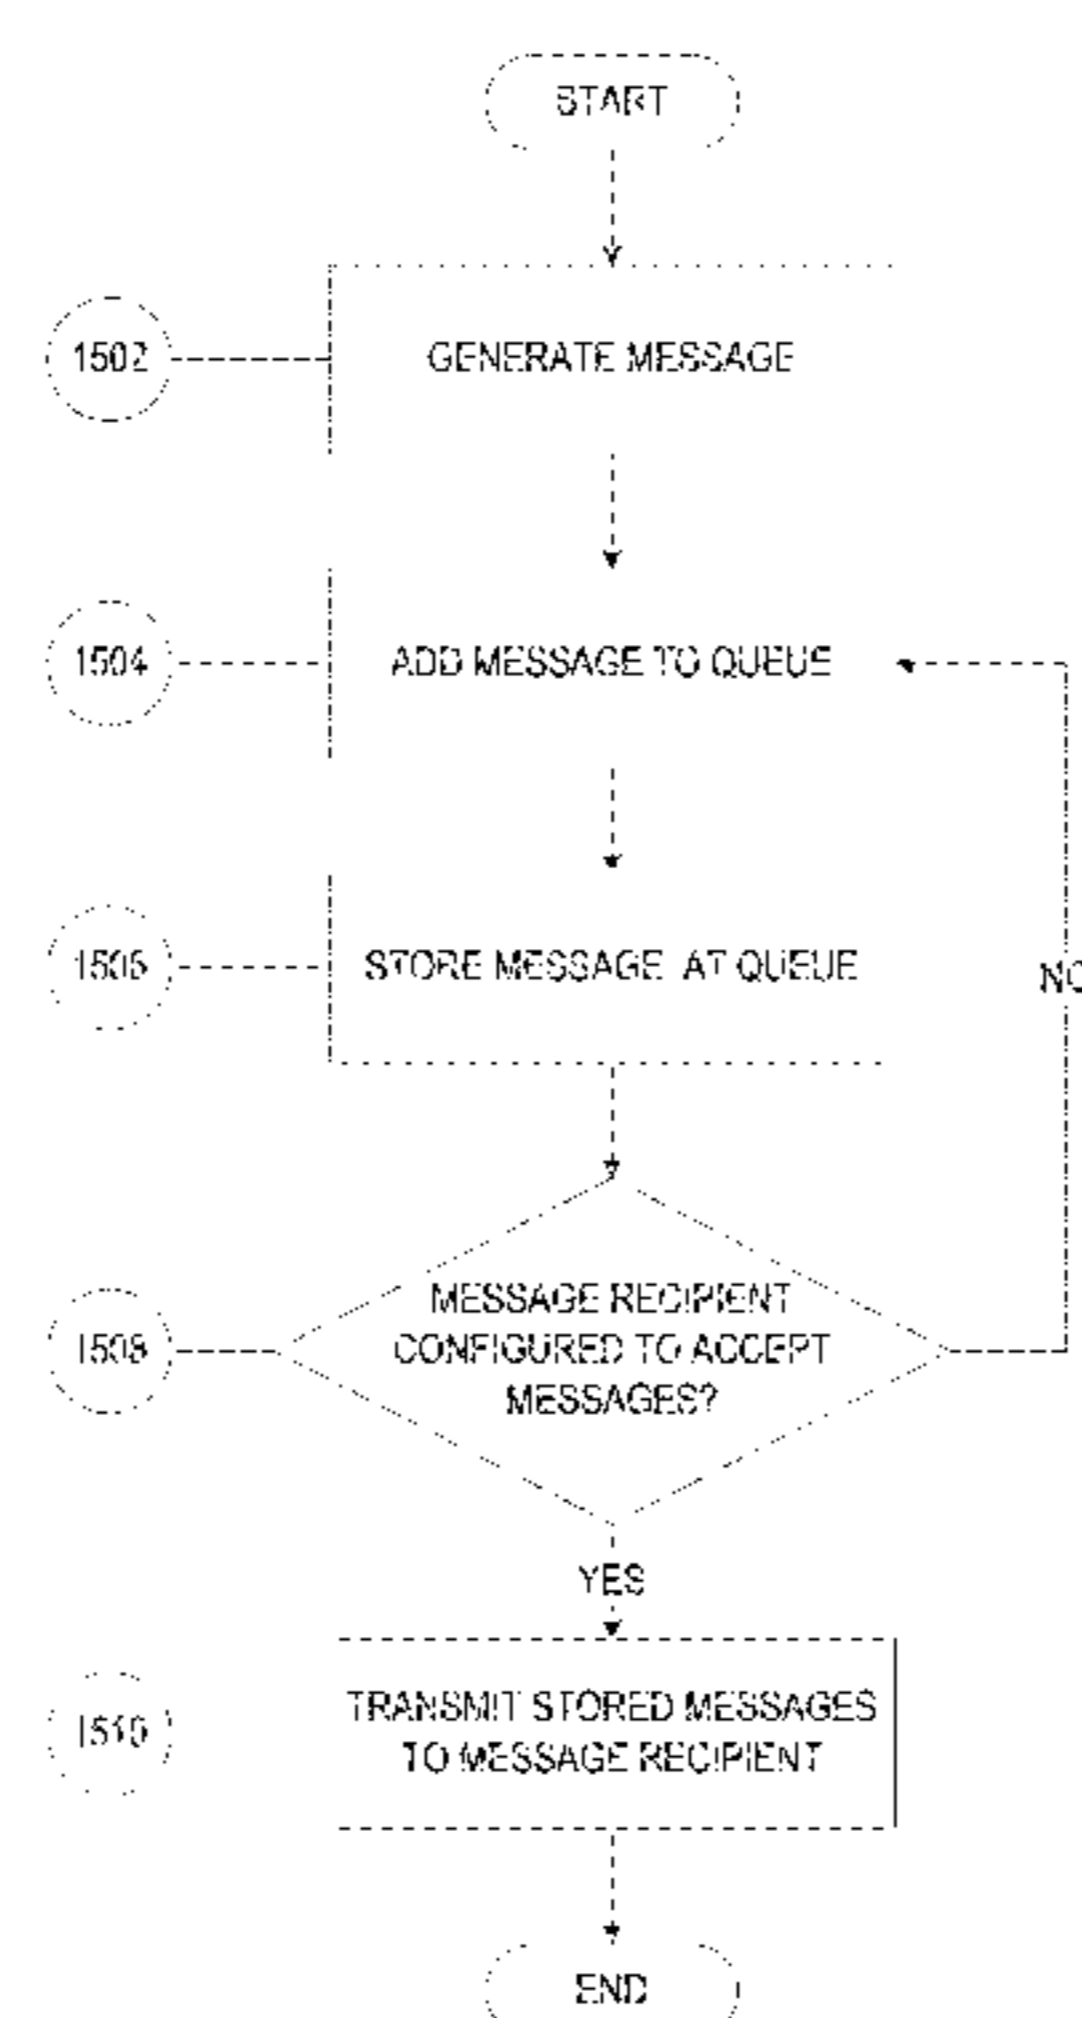 START
1502
GENERATE MESSAGE
1504
ADD MESSAGE TO QUEUE
1506
STORE MESSAGE AT QUEUE
NO
1508
MESSAGE RECIPIENT
CONFIGURED TO ACCEPT
MESSAGES?
YES
1510
TRANSMIT STORED MESSAGES
TO MESSAGE RECIPIENT
END